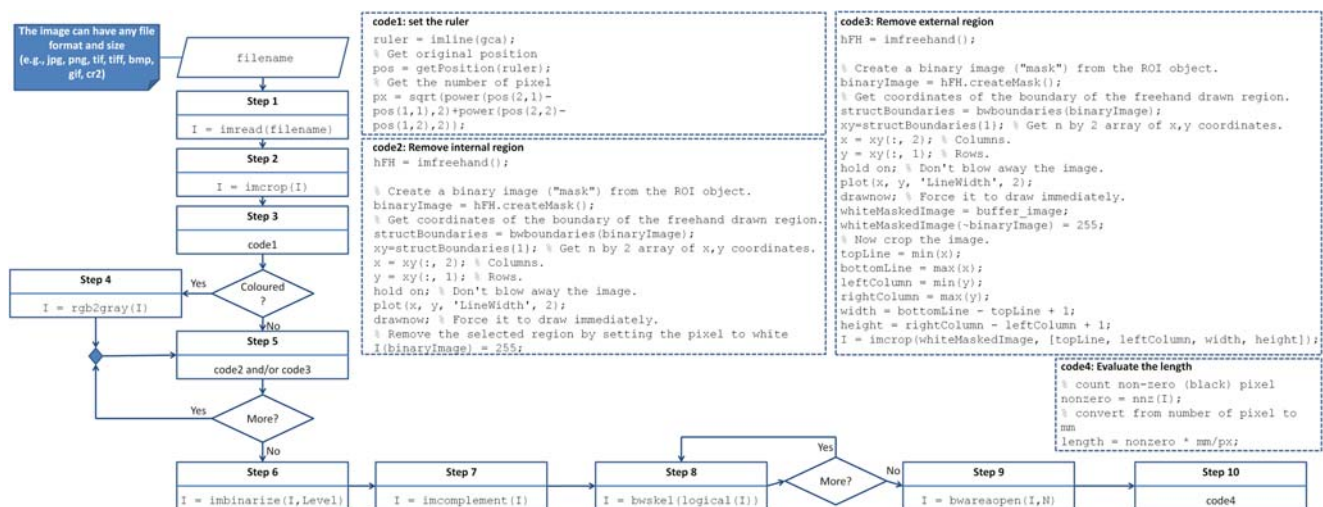 The image can have any file
format and size
(e.g., jpg, png, tif, tiff, bmp,
gif, cr2)
filename
Step 1
I = imread(filename)
Step 2
I = imcrop(I)
Step 3
code1
Coloured
?
Yes
No
Step 4
I = rgb2gray(I)
Step 5
code2 and/or code3
More?
Yes
No
Step 6
I = imbinarize(I,Level)
Step 7
I = imcomplement(I)
Step 8
I = bwskel(logical(I))
More?
Yes
No
Step 9
I = bwareaopen(I,N)
Step 10
code4
code1: set the ruler
ruler = imline(gca);
% Get original position
pos = getPosition(ruler);
% Get the number of pixel
px = sqrt(power(pos(2,1)-
pos(1,1),2)+power(pos(2,2)-
pos(1,2),2));
code2: Remove internal region
hFH = imfreehand();
% Create a binary image ("mask") from the ROI object.
binaryImage = hFH.createMask();
% Get coordinates of the boundary of the freehand drawn region.
structBoundaries = bwboundaries(binaryImage);
xy=structBoundaries{1}; % Get n by 2 array of x,y coordinates.
x = xy(:, 2); % Columns.
y = xy(:, 1); % Rows.
hold on; % Don't blow away the image.
plot(x, y, 'LineWidth', 2);
drawnow; % Force it to draw immediately.
% Remove the selected region by setting the pixel to white
I(binaryImage) = 255;
code3: Remove external region
hFH = imfreehand();
% Create a binary image ("mask") from the ROI object.
binaryImage = hFH.createMask();
% Get coordinates of the boundary of the freehand drawn region.
structBoundaries = bwboundaries(binaryImage);
xy=structBoundaries{1}; % Get n by 2 array of x,y coordinates.
x = xy(:, 2); % Columns.
y = xy(:, 1); % Rows.
hold on; % Don't blow away the image.
plot(x, y, 'LineWidth', 2);
drawnow; % Force it to draw immediately.
whiteMaskedImage = buffer_image;
whiteMaskedImage(~binaryImage) = 255;
% Now crop the image.
topLine = min(x);
bottomLine = max(x);
leftColumn = min(y);
rightColumn = max(y);
width = bottomLine - topLine + 1;
height = rightColumn - leftColumn + 1;
I = imcrop(whiteMaskedImage, [topLine, leftColumn, width, height]);
code4: Evaluate the length
% count non-zero (black) pixel
nonzero = nnz(I);
% convert from number of pixel to
mm
length = nonzero * mm/px;